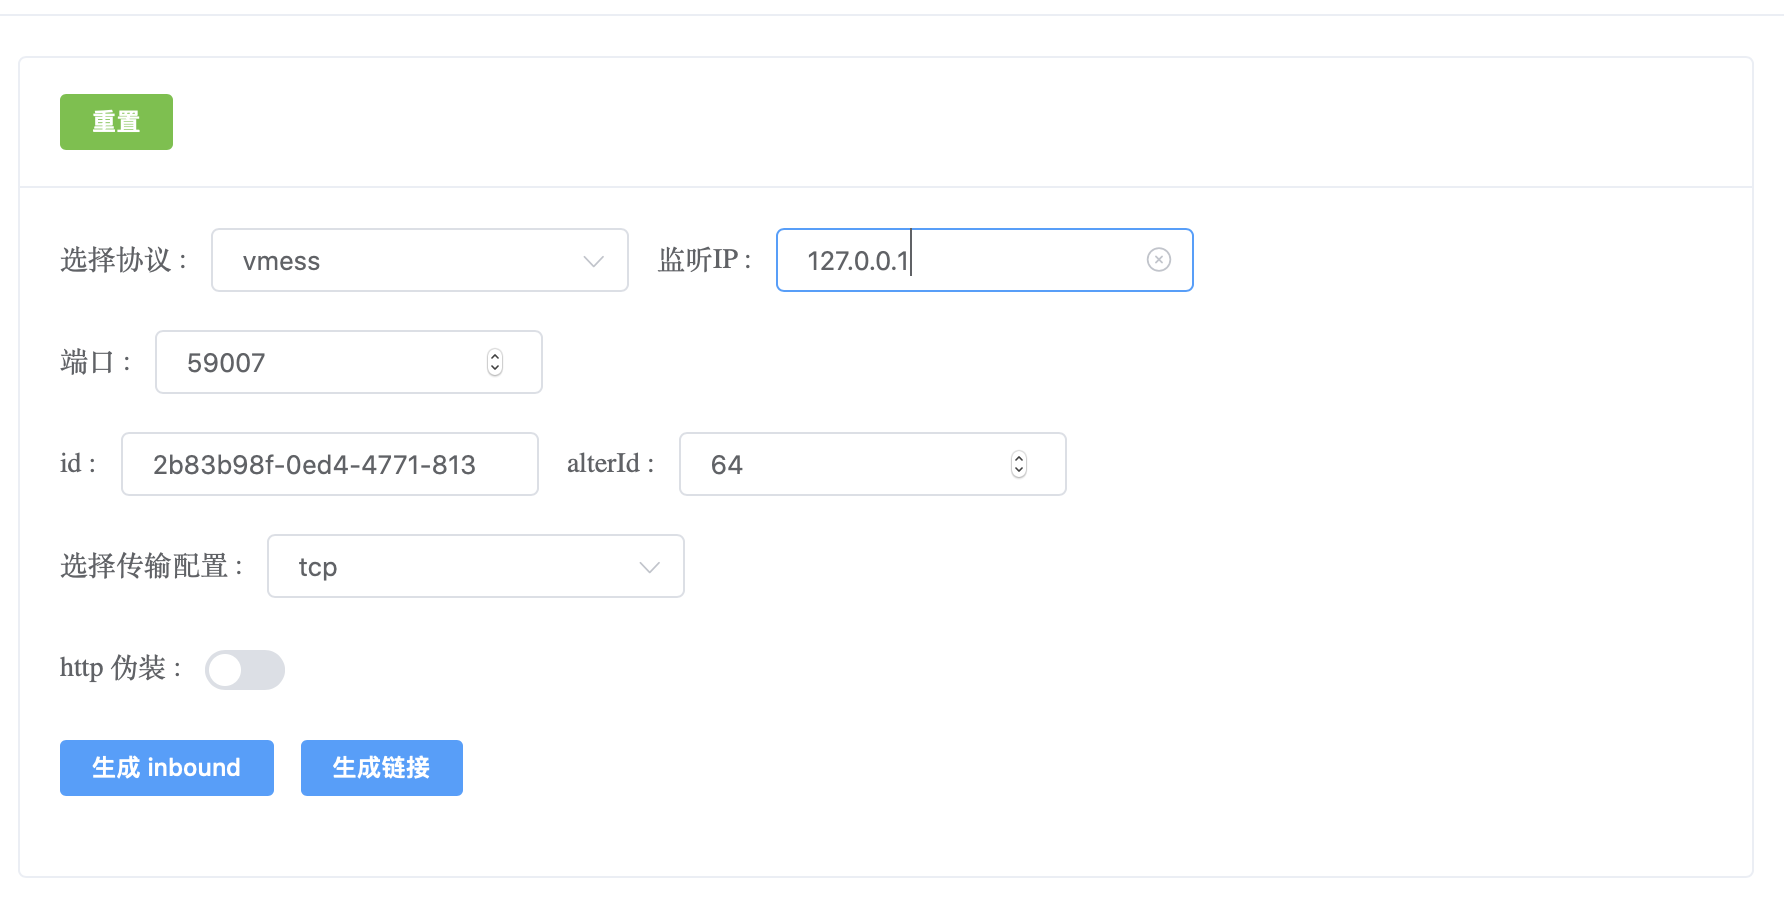 重置
选择协议： vmess 监听IP： 127.0.0.1
端口： 59007
id： 2b83b98f-0ed4-4771-813 alterId： 64
选择传输配置： tcp
http 伪装：
生成 inbound 生成链接